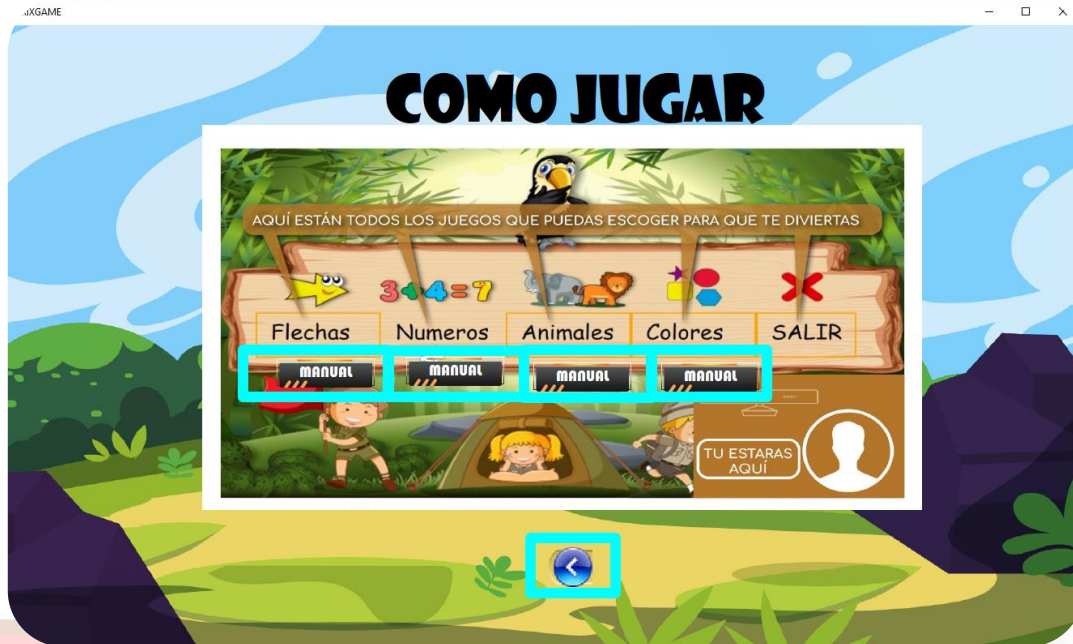 COMO JUGAR
AQUÍ ESTÁN TODOS LOS JUEGOS QUE PUEDAS ESCOGER PARA QUE TE DIVIERTAS
3+4=7
Flechas Numeros Animales Colores SALIR
MANUAL MANUAL MANUAL MANUAL
TU ESTARAS
AQUÍ